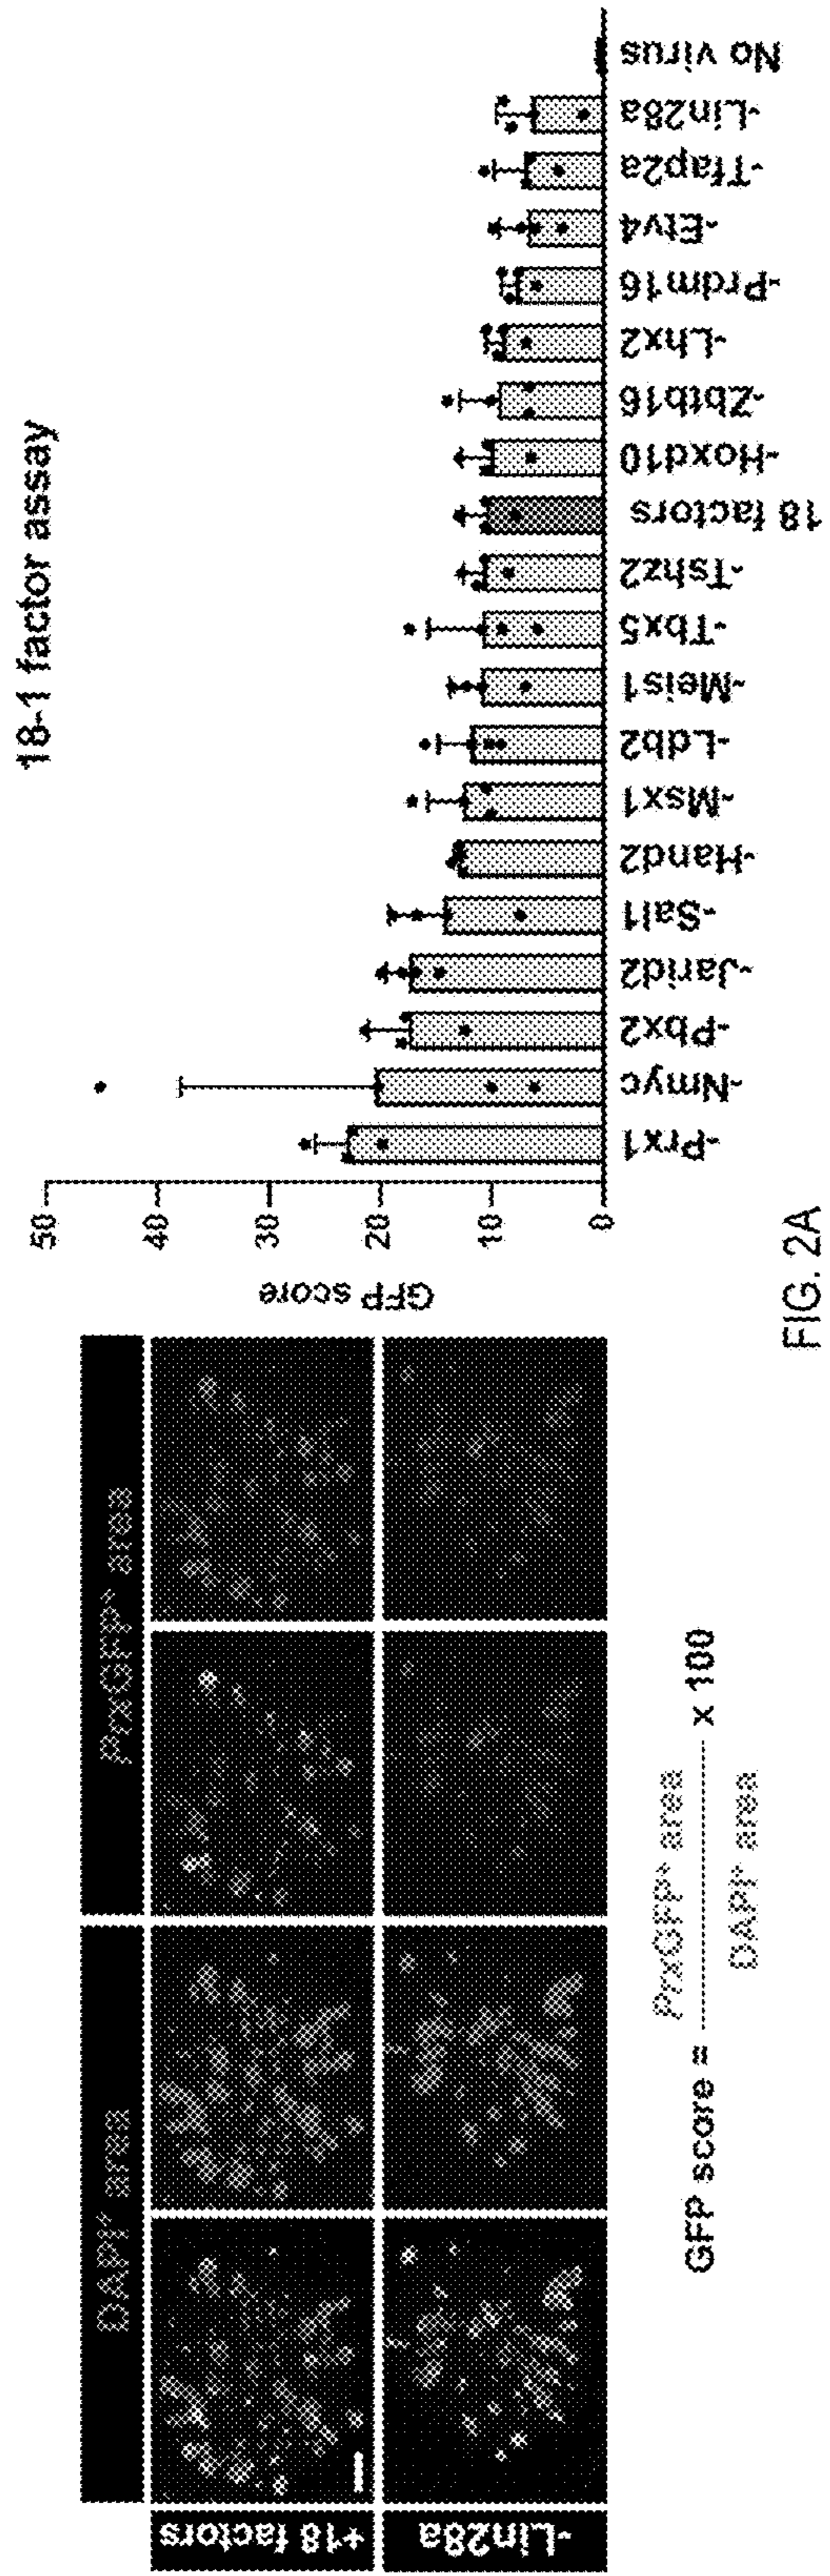 DAPI⁺ area
PrxGFP⁺ area
+18 factors
-Lin28a
GFP score = PrxGFP⁺ area
DAPI⁺ area
x 100
18-1 factor assay
GFP score
50
40
30
20
10
0
-Prx1
-Nmyc
-Pbx2
-Jarid2
-Sal1
-Hand2
-Msx1
-Ldb2
-Meis1
-Tbx5
-Tshz2
18 factors
-Hoxd10
-Zbtb16
-Lhx2
-Prdm16
-Etv4
-Tfap2a
-Lin28a
No virus
FIG. 2A